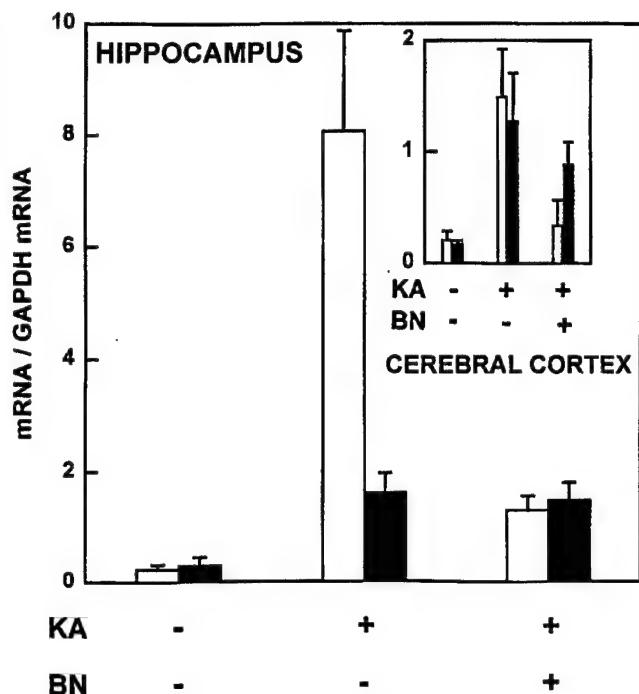 10
HIPPOCAMPUS
8
6
4
2
0
mRNA / GAPDH mRNA
2
1
0
KA - + +
BN - - +
CEREBRAL CORTEX
KA - + +
BN - - +